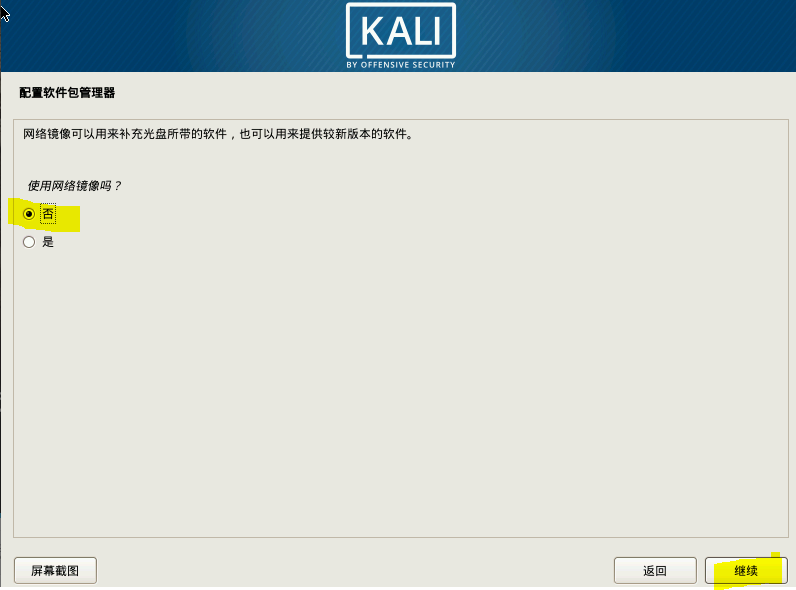 KALI
BY OFFENSIVE SECURITY
配置软件包管理器
网络镜像可以用来补充光盘所带的软件，也可以用来提供较新版本的软件。
使用网络镜像吗？
否
是
屏幕截图
返回
继续